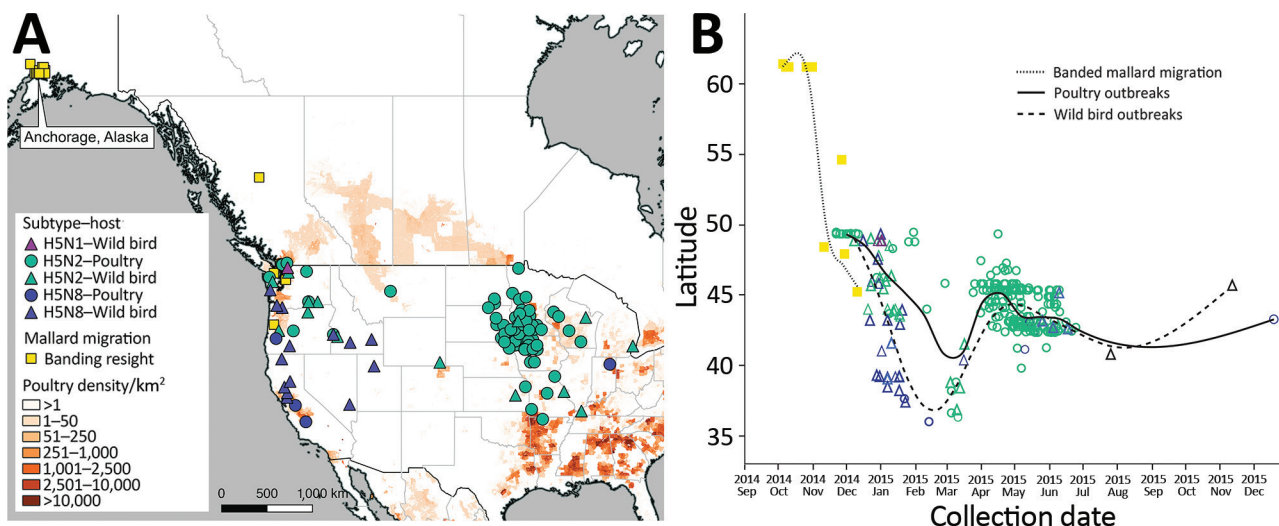 A
Anchorage, Alaska
Subtype–host
H5N1–Wild bird
H5N2–Poultry
H5N2–Wild bird
H5N8–Poultry
H5N8–Wild bird
Mallard migration
Banding resight
Poultry density/km²
>1
1–50
51–250
251–1,000
1,001–2,500
2,501–10,000
>10,000
0 500 1,000 km
B
Banded mallard migration
Poultry outbreaks
Wild bird outbreaks
Latitude
60
55
50
45
40
35
2014 2014 2014 2014 2015 2015 2015 2015 2015 2015 2015 2015 2015 2015 2015 2015
Sep Oct Nov Dec Jan Feb Mar Apr May Jun Jul Aug Sep Oct Nov Dec
Collection date